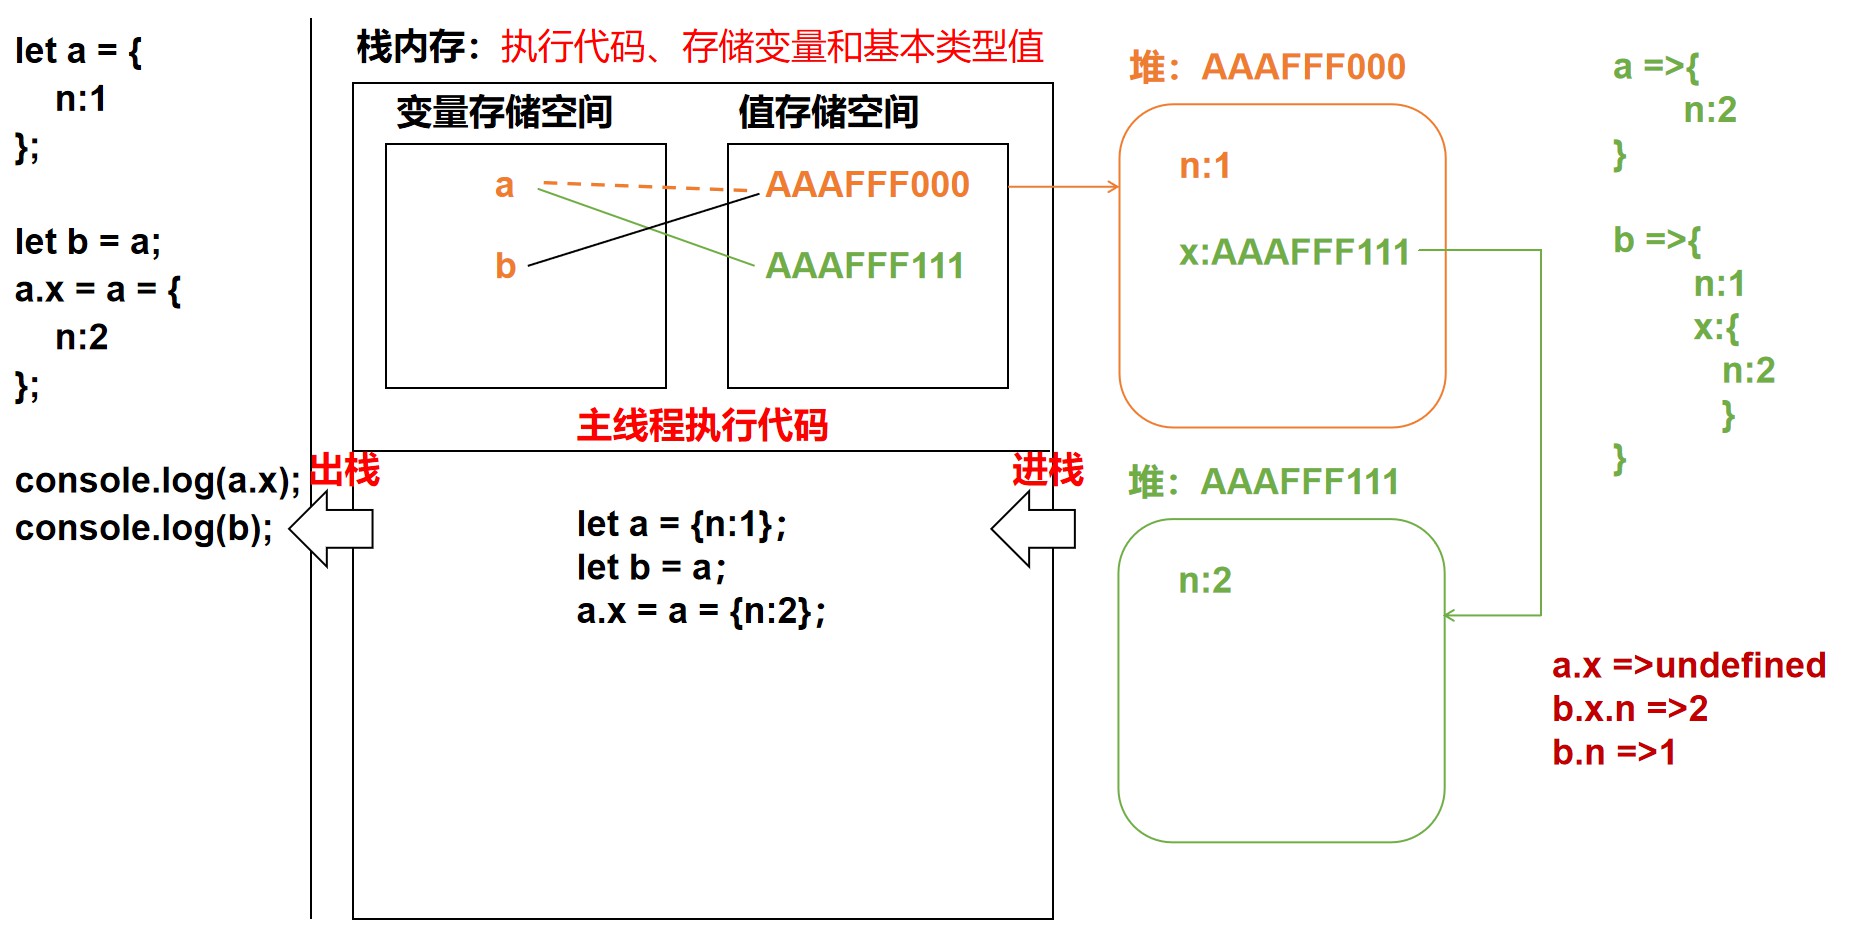 let a = {
n:1
};
let b = a;
a.x = a = {
n:2
};
console.log(a.x);
console.log(b);
栈内存：执行代码、存储变量和基本类型值
变量存储空间
值存储空间
a
AAAFFF000
b
AAAFFF111
主线程执行代码
出栈
进栈
let a = {n:1};
let b = a;
a.x = a = {n:2};
堆：AAAFFF000
n:1
x:AAAFFF111
堆：AAAFFF111
n:2
a =>{
n:2
}
b =>{
n:1
x:{
n:2
}
}
a.x =>undefined
b.x.n =>2
b.n =>1